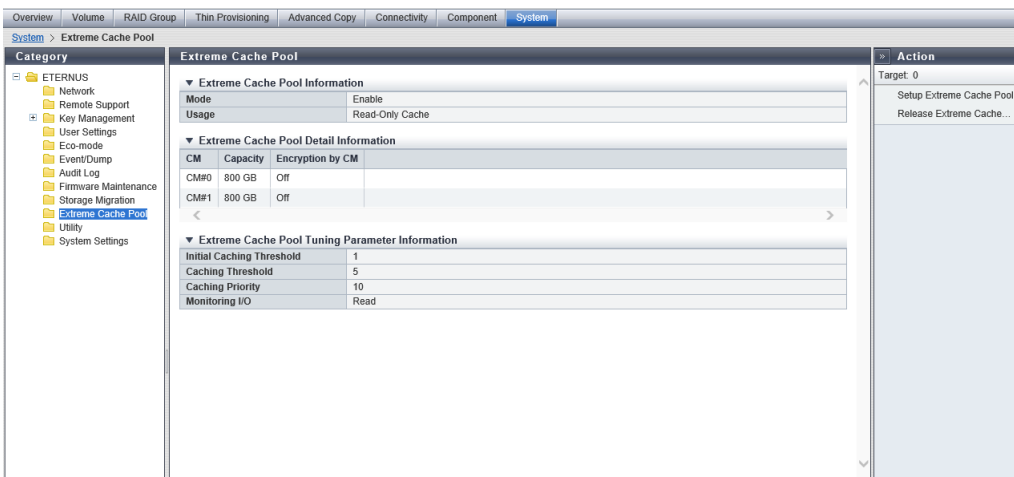 Overview Volume RAID Group Thin Provisioning Advanced Copy Connectivity Component System
System > Extreme Cache Pool
Category
ETERNUS
Network
Remote Support
Key Management
User Settings
Eco-mode
Event/Dump
Audit Log
Firmware Maintenance
Storage Migration
Extreme Cache Pool
Utility
System Settings
Extreme Cache Pool
Extreme Cache Pool Information
Mode Enable
Usage Read-Only Cache
Extreme Cache Pool Detail Information
CM Capacity Encryption by CM
CM#0 800 GB Off
CM#1 800 GB Off
Extreme Cache Pool Tuning Parameter Information
Initial Caching Threshold 1
Caching Threshold 5
Caching Priority 10
Monitoring I/O Read
» Action
Target: 0
Setup Extreme Cache Pool
Release Extreme Cache...